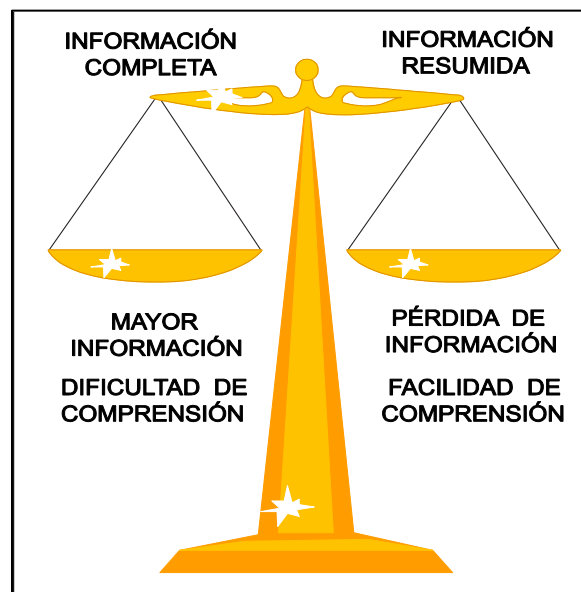 INFORMACIÓN
COMPLETA
INFORMACIÓN
RESUMIDA
MAYOR
INFORMACIÓN
DIFICULTAD DE
COMPRENSIÓN
PÉRDIDA DE
INFORMACIÓN
FACILIDAD DE
COMPRENSIÓN